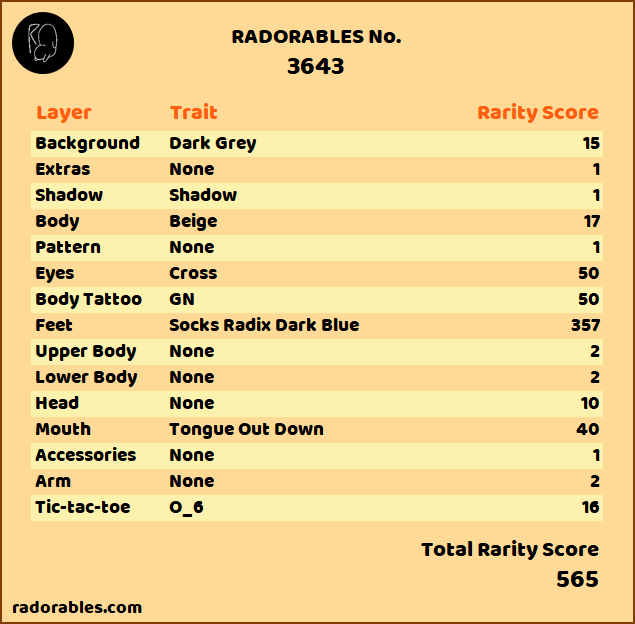 RADORABLES No.
3643
Layer Trait Rarity Score
Background Dark Grey 15
Extras None 1
Shadow Shadow 1
Body Beige 17
Pattern None 1
Eyes Cross 50
Body Tattoo GN 50
Feet Socks Radix Dark Blue 357
Upper Body None 2
Lower Body None 2
Head None 10
Mouth Tongue Out Down 40
Accessories None 1
Arm None 2
Tic-tac-toe O_6 16
Total Rarity Score
565
radorables.com